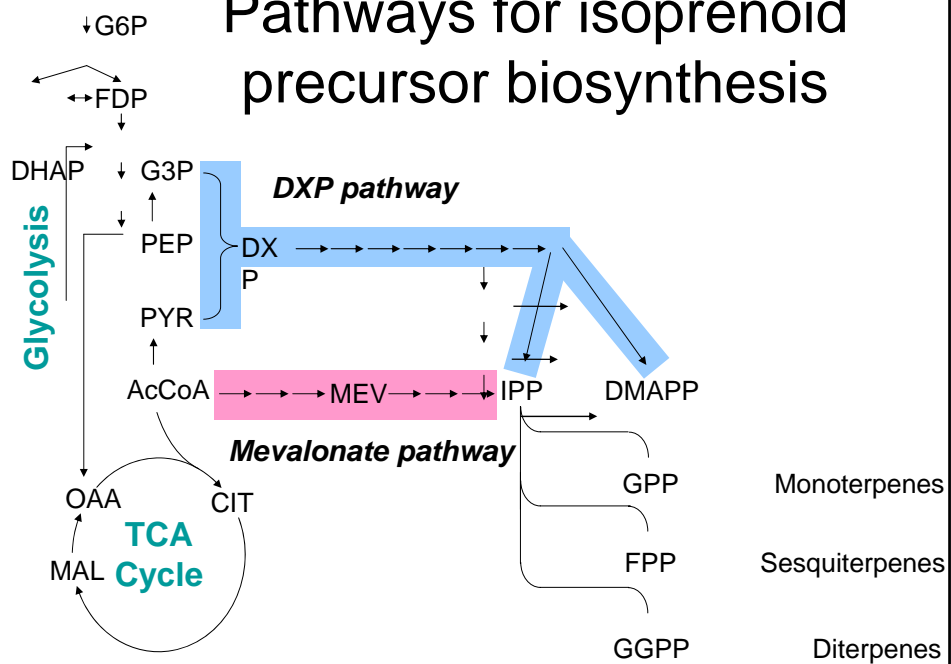 Pathways for isoprenoid
precursor biosynthesis
G6P
FDP
DHAP
G3P
DXP pathway
Glycolysis
PEP
DX
P
PYR
AcCoA
MEV
IPP
DMAPP
Mevalonate pathway
OAA
CIT
TCA
Cycle
MAL
GPP
Monoterpenes
FPP
Sesquiterpenes
GGPP
Diterpenes